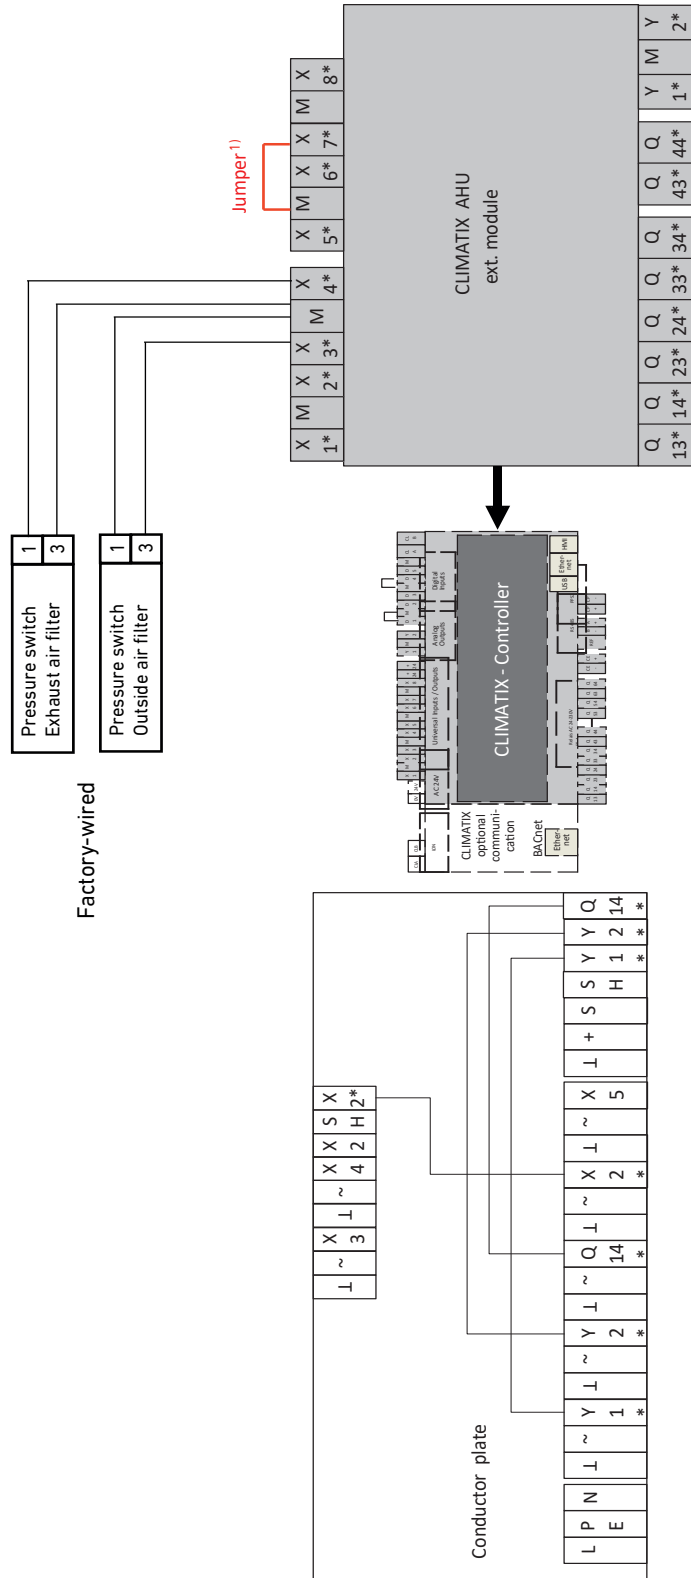 Factory-wired
Pressure switch
Exhaust air filter
1
3
Pressure switch
Outside air filter
1
3
Jumper 1)
X M X X M X X M X X M X
1* 2* 3* 4* 5* 6* 7* 8*
CLIMATIX AHU
ext. module
Q Q Q Q Q Q Q Q Y M Y
13* 14* 23* 24* 33* 34* 43* 44* 1* 2*
AC 24V
Universal Inputs / Outputs
Analog
Outputs
Digital
Inputs
CLIMATIX - Controller
Relais AC 24-230V
USB
Ether-
net
HMI
CLIMATIX
optional
communi-
cation
BACnet
Ether-
net
⊥ ~ X ⊥ ~ X X S X
3 4 2 H 2*
Conductor plate
L P N ⊥ ~ Y ⊥ ~ Y ⊥ ~ Q ⊥ ~ X ⊥ ~ X ⊥ + S S Y Y Q
E 1 2 14 2 5 H 1 2 14
* * * * * * *